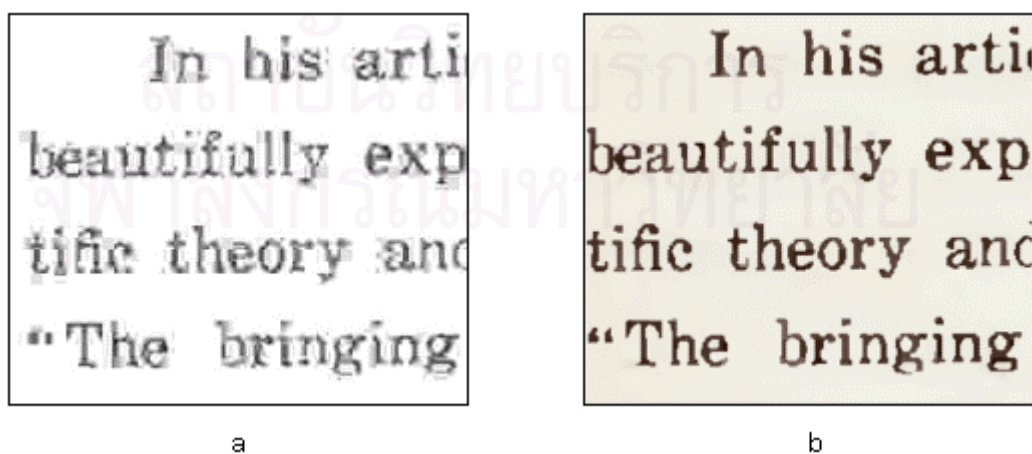 In his arti
beautifully exp
tific theory and
“The bringing
a
In his artic
beautifully exp
tific theory and
“The bringing
b
สถาบันวิทยบริการ
จุฬาลงกรณ์มหาวิทยาลัย